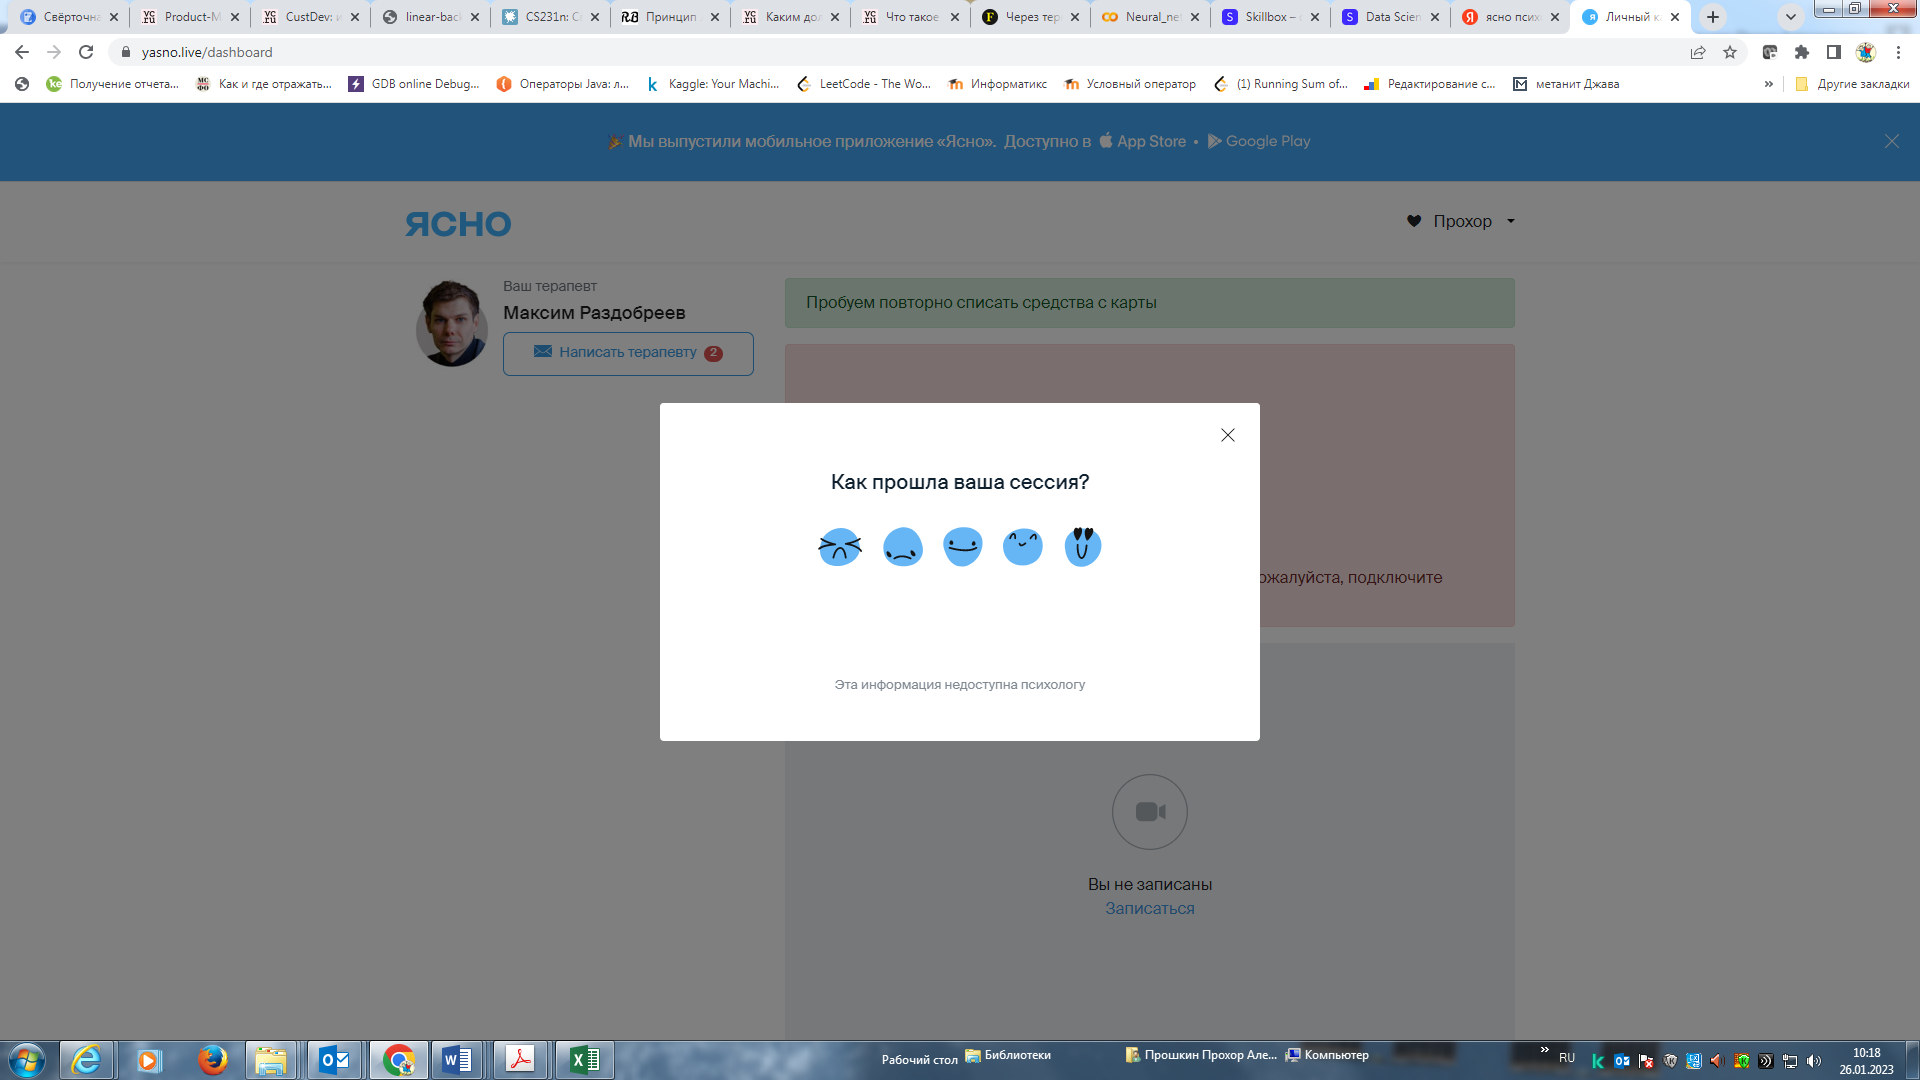 Свёрточна
Product-M
CustDev: и
linear-bac
CS231n: C
Принцип
Каким дол
Что такое
Через тер
Neural_ne
Skillbox –
Data Scien
ясно псих
Личный к
yasno.live/dashboard
Получение отчета...
Как и где отражать...
GDB online Debug...
Операторы Java: л...
Kaggle: Your Machi...
LeetCode - The Wo...
Информатикс
Условный оператор
(1) Running Sum of...
Редактирование с...
метанит Джава
»
Другие закладки
Мы выпустили мобильное приложение «Ясно». Доступно в App Store • Google Play
ЯСНО
Прохор
Ваш терапевт
Максим Раздобреев
Написать терапевту 2
Пробуем повторно списать средства с карты
ожалуйста, подключите
Как прошла ваша сессия?
Эта информация недоступна психологу
Вы не записаны
Записаться
Рабочий стол
Библиотеки
Прошкин Прохор Але...
Компьютер
»
RU
10:18
26.01.2023